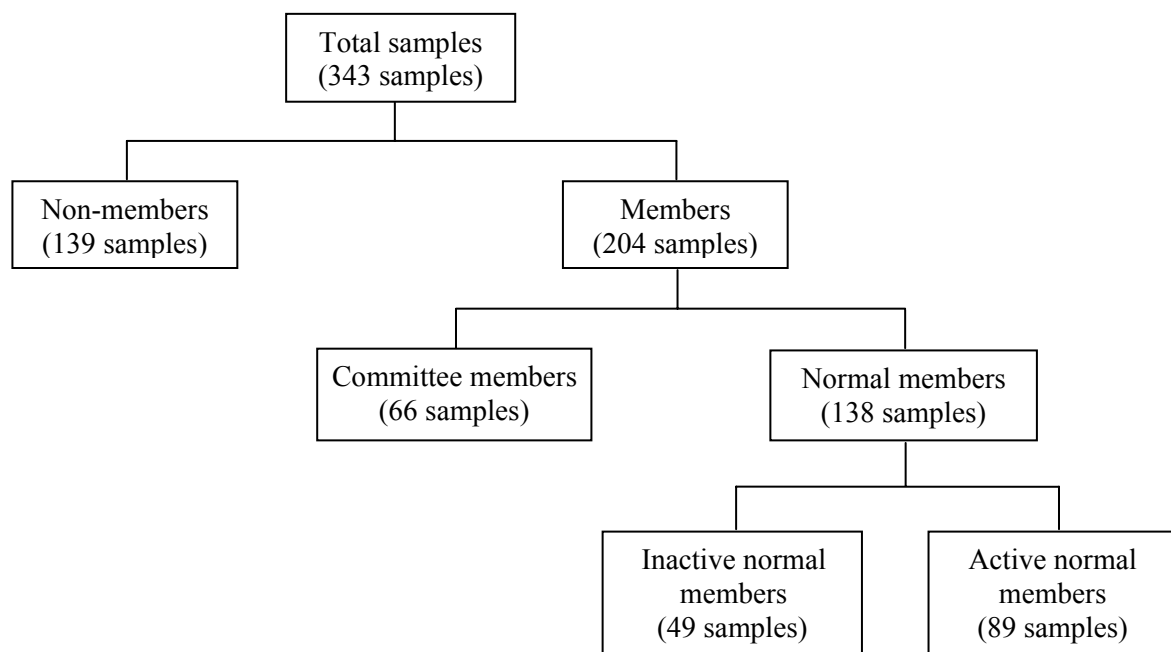 Total samples
(343 samples)
Non-members
(139 samples)
Members
(204 samples)
Committee members
(66 samples)
Normal members
(138 samples)
Inactive normal
members
(49 samples)
Active normal
members
(89 samples)